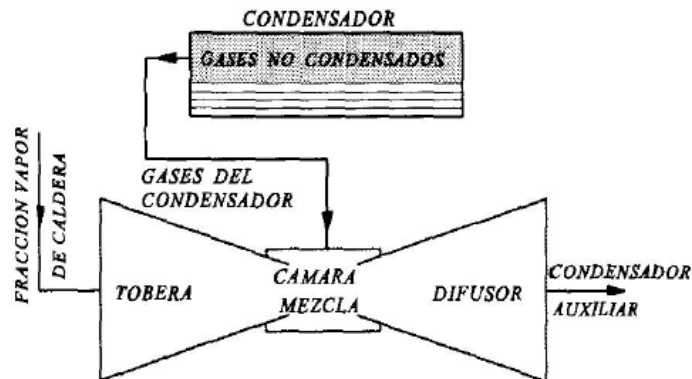 CONDENSADOR
GASES NO CONDENSADOS
GASES DEL
CONDENSADOR
FRACCION VAPOR
DE CALDERA
TOBERA
CAMARA
MEZCLA
DIFUSOR
CONDENSADOR
AUXILIAR